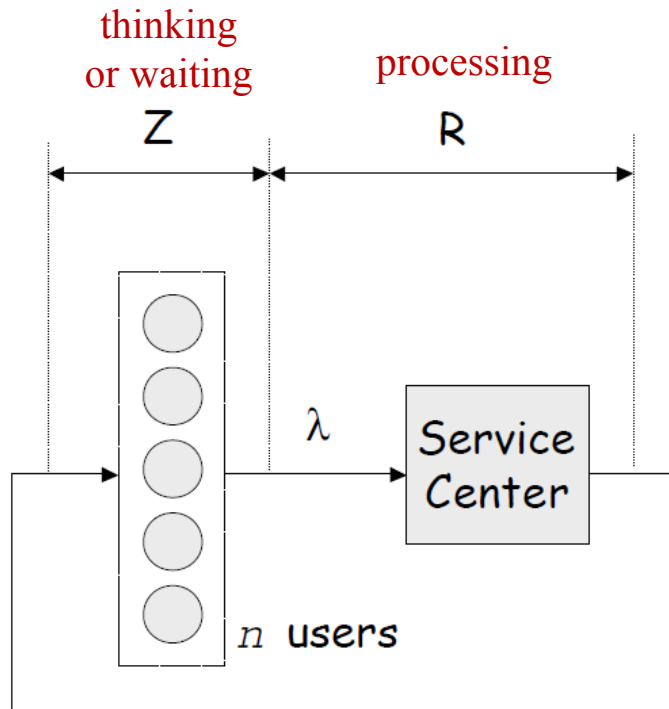 thinking
or waiting
processing
Z
R
λ
Service
Center
n users